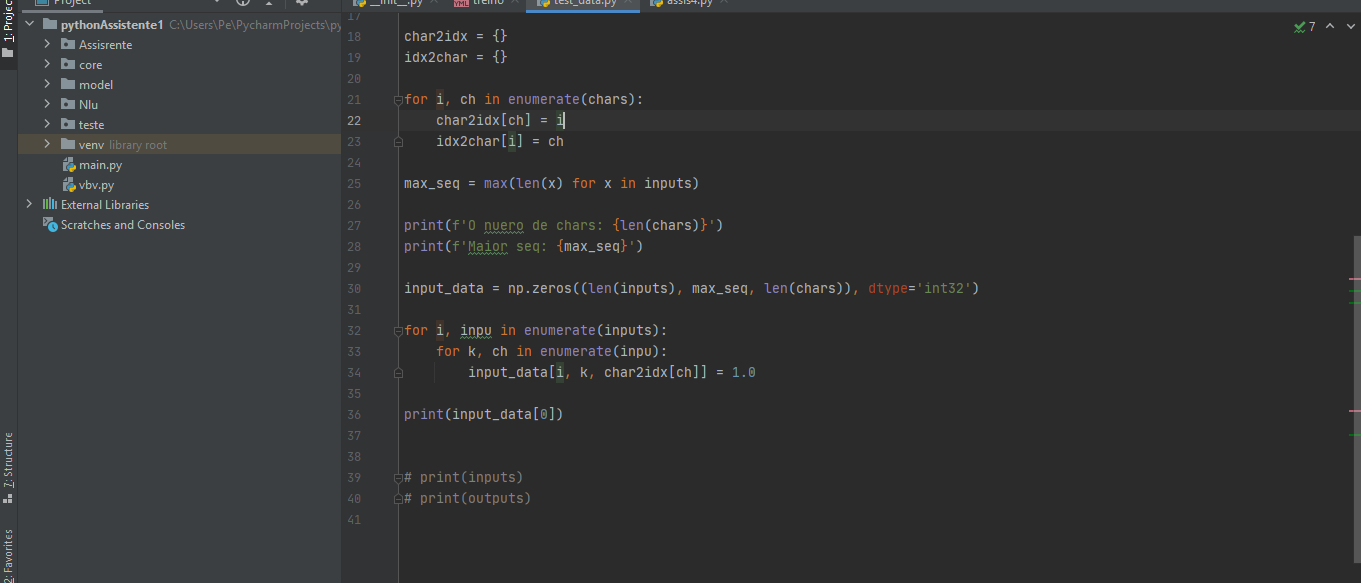 Project
__init__.py
treino
test_data.py
assis4.py
1: Project
pythonAssistente1 C:\Users\Pe\PycharmProjects\py
Assisrente
core
model
Nlu
teste
venv library root
main.py
vbv.py
External Libraries
Scratches and Consoles
7: Structure
2: Favorites
7
17
18 char2idx = {}
19 idx2char = {}
20
21 for i, ch in enumerate(chars):
22 char2idx[ch] = i
23 idx2char[i] = ch
24
25 max_seq = max(len(x) for x in inputs)
26
27 print(f'O nuero de chars: {len(chars)}')
28 print(f'Maior seq: {max_seq}')
29
30 input_data = np.zeros((len(inputs), max_seq, len(chars)), dtype='int32')
31
32 for i, inpu in enumerate(inputs):
33 for k, ch in enumerate(inpu):
34 input_data[i, k, char2idx[ch]] = 1.0
35
36 print(input_data[0])
37
38
39 # print(inputs)
40 # print(outputs)
41